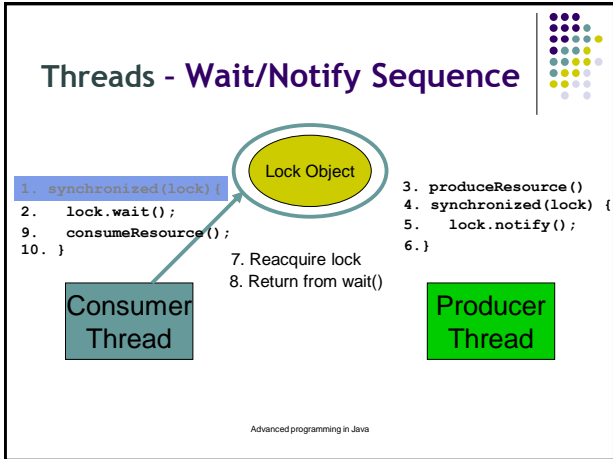 Threads - Wait/Notify Sequence
Lock Object
1. synchronized(lock){
2. lock.wait();
9. consumeResource();
10. }
3. produceResource()
4. synchronized(lock) {
5. lock.notify();
6.}
7. Reacquire lock
8. Return from wait()
Consumer
Thread
Producer
Thread
Advanced programming in Java